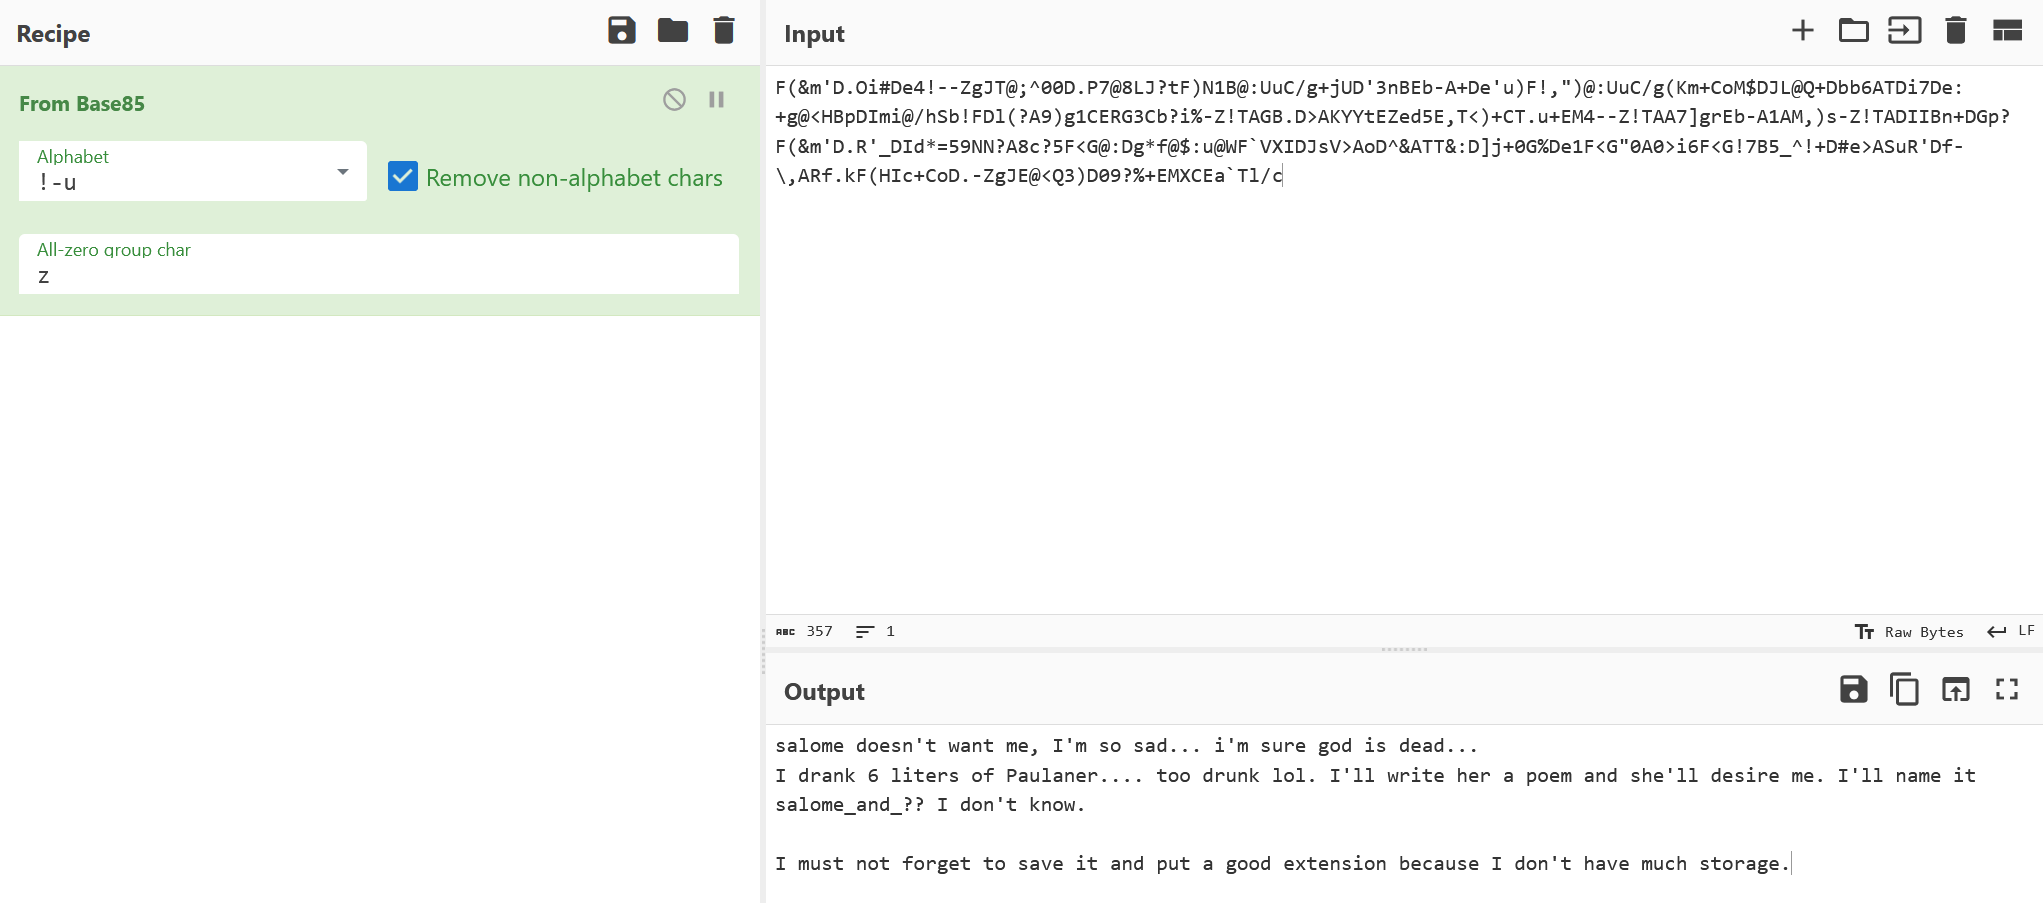 Recipe
From Base85
Alphabet
!-u
Remove non-alphabet chars
All-zero group char
z
Input
F(&m'D.Oi#De4!--ZgJT@;^00D.P7@8LJ?tF)N1B@:UuC/g+jUD'3nBEb-A+De'u)F!,")@:UuC/g(Km+CoM$DJL@Q+Dbb6ATDi7De:
+g@<HBpDImi@/hSb!FDl(?A9)g1CERG3Cb?i%-Z!TAGB.D>AKYYtEZed5E,T<)+CT.u+EM4--Z!TAA7]grEb-A1AM,)s-Z!TADIIBn+DGp?
F(&m'D.R'_DId*=59NN?A8c?5F<G@:Dg*f@$:u@WF`VXIDJsV>AoD^&ATT&:D]j+0G%De1F<G"0A0>i6F<G!7B5_^!+D#e>ASuR'Df-
\,ARf.kF(HIc+CoD.-ZgJE@<Q3)D09?%+EMXCEa`Tl/c
ABC 357 1
Tт Raw Bytes LF
Output
salome doesn't want me, I'm so sad... i'm sure god is dead...
I drank 6 liters of Paulaner.... too drunk lol. I'll write her a poem and she'll desire me. I'll name it
salome_and_?? I don't know.
I must not forget to save it and put a good extension because I don't have much storage.